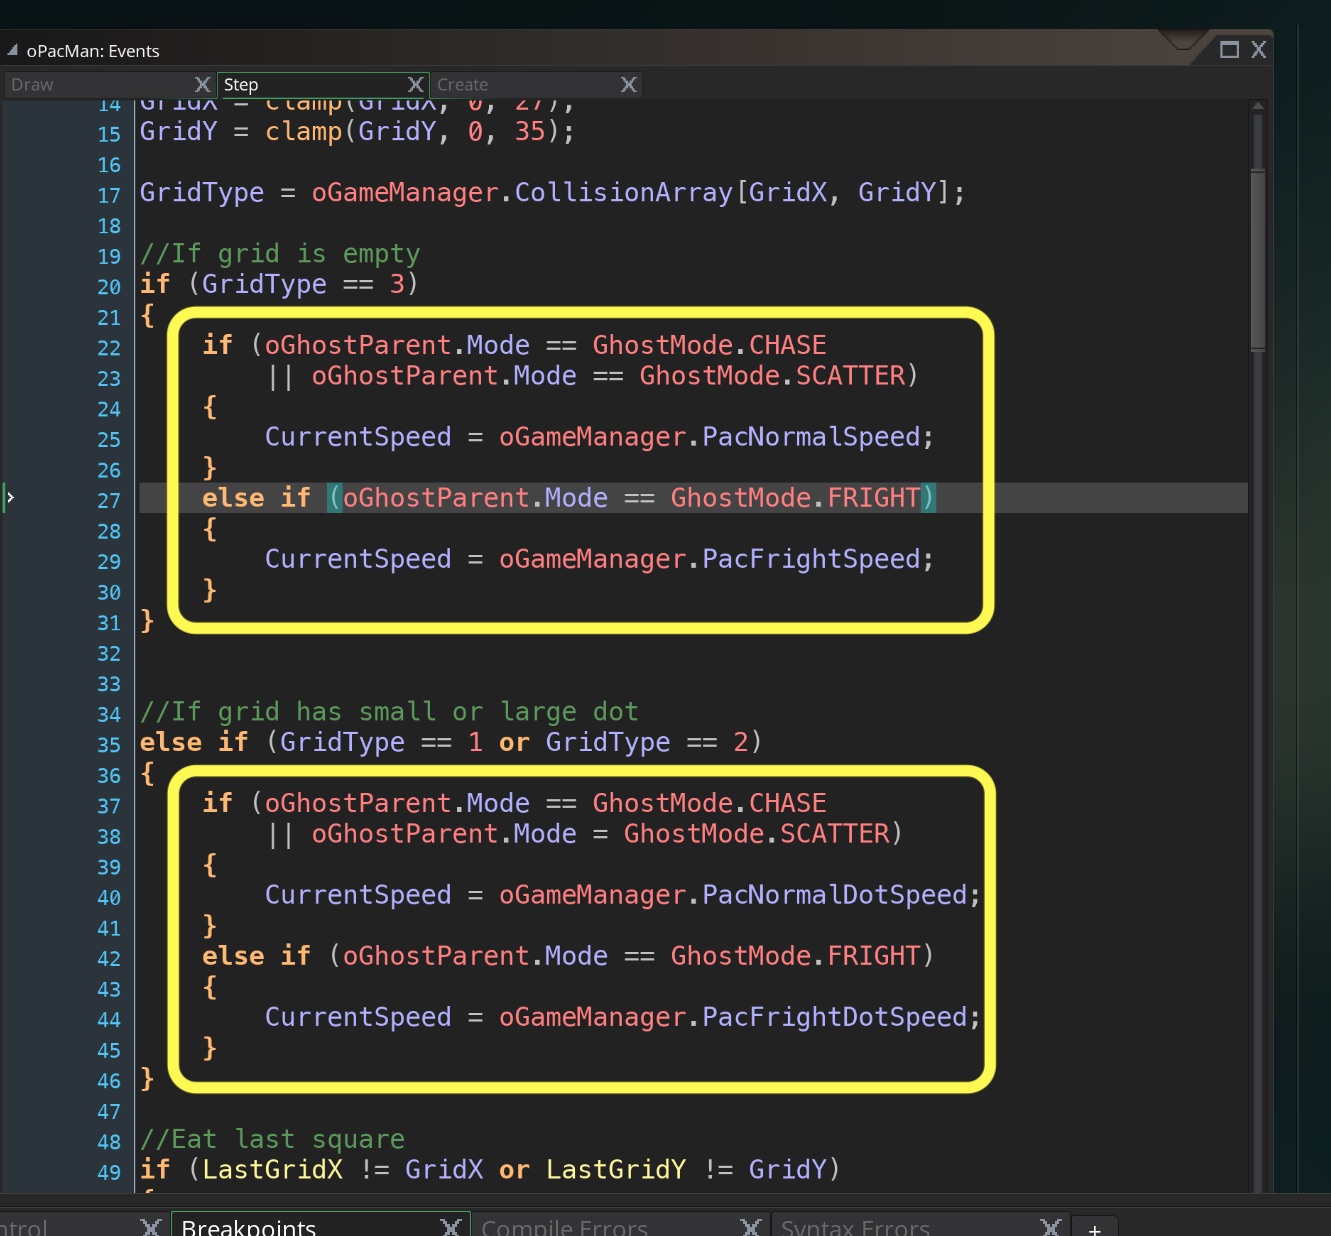 oPacMan: Events
Draw X Step X Create X
14 GridX = clamp(GridX, 0, 27);
15 GridY = clamp(GridY, 0, 35);
16
17 GridType = oGameManager.CollisionArray[GridX, GridY];
18
19 //If grid is empty
20 if (GridType == 3)
21 {
22 if (oGhostParent.Mode == GhostMode.CHASE
23 || oGhostParent.Mode == GhostMode.SCATTER)
24 {
25 CurrentSpeed = oGameManager.PacNormalSpeed;
26 }
27 else if (oGhostParent.Mode == GhostMode.FRIGHT)
28 {
29 CurrentSpeed = oGameManager.PacFrightSpeed;
30 }
31 }
32
33
34 //If grid has small or large dot
35 else if (GridType == 1 or GridType == 2)
36 {
37 if (oGhostParent.Mode == GhostMode.CHASE
38 || oGhostParent.Mode = GhostMode.SCATTER)
39 {
40 CurrentSpeed = oGameManager.PacNormalDotSpeed;
41 }
42 else if (oGhostParent.Mode == GhostMode.FRIGHT)
43 {
44 CurrentSpeed = oGameManager.PacFrightDotSpeed;
45 }
46 }
47
48 //Eat last square
49 if (LastGridX != GridX or LastGridY != GridY)
ntrol X Breakpoints X Compile Errors X Syntax Errors X +